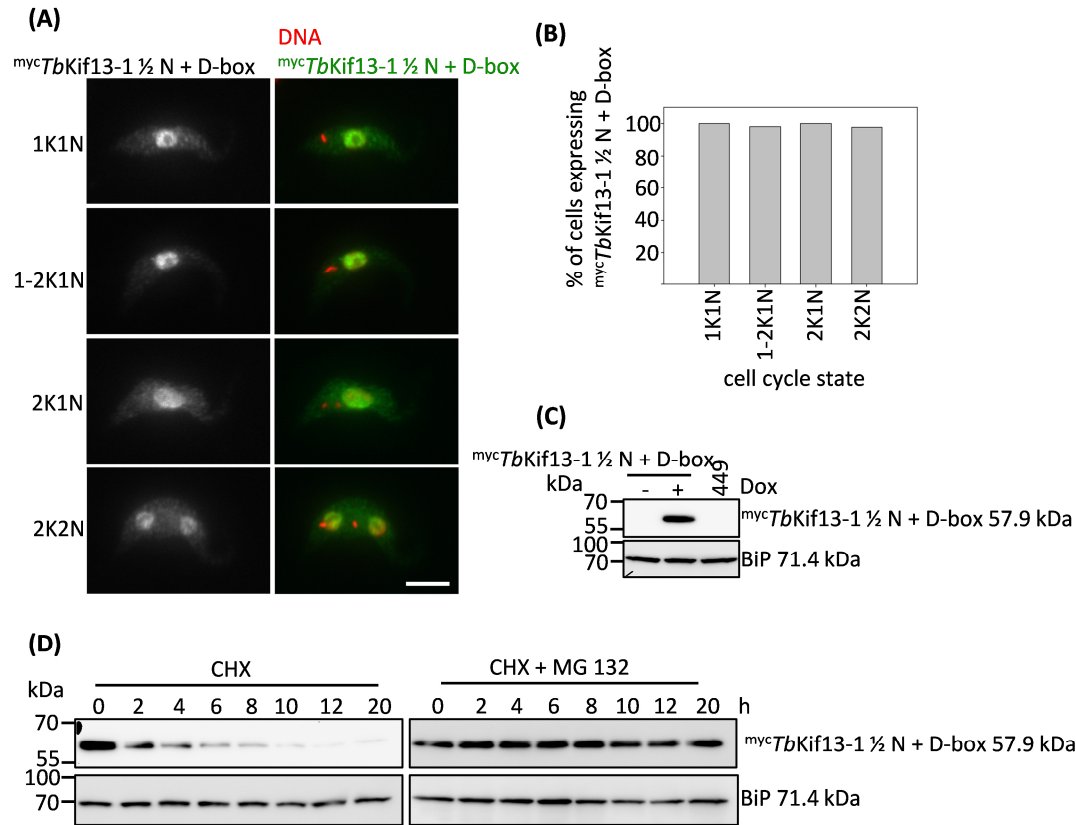 (A)
DNA
mycTbKif13-1 ½ N + D-box
mycTbKif13-1 ½ N + D-box
1K1N
1-2K1N
2K1N
2K2N
(B)
% of cells expressing
mycTbKif13-1 ½ N + D-box
100
80
60
40
20
1K1N
1-2K1N
2K1N
2K2N
cell cycle state
(C)
mycTbKif13-1 ½ N + D-box
449
kDa
- + Dox
70
55
mycTbKif13-1 ½ N + D-box 57.9 kDa
100
70
BiP 71.4 kDa
(D)
CHX
CHX + MG 132
kDa
0 2 4 6 8 10 12 20
0 2 4 6 8 10 12 20 h
70
55
mycTbKif13-1 ½ N + D-box 57.9 kDa
100
70
BiP 71.4 kDa